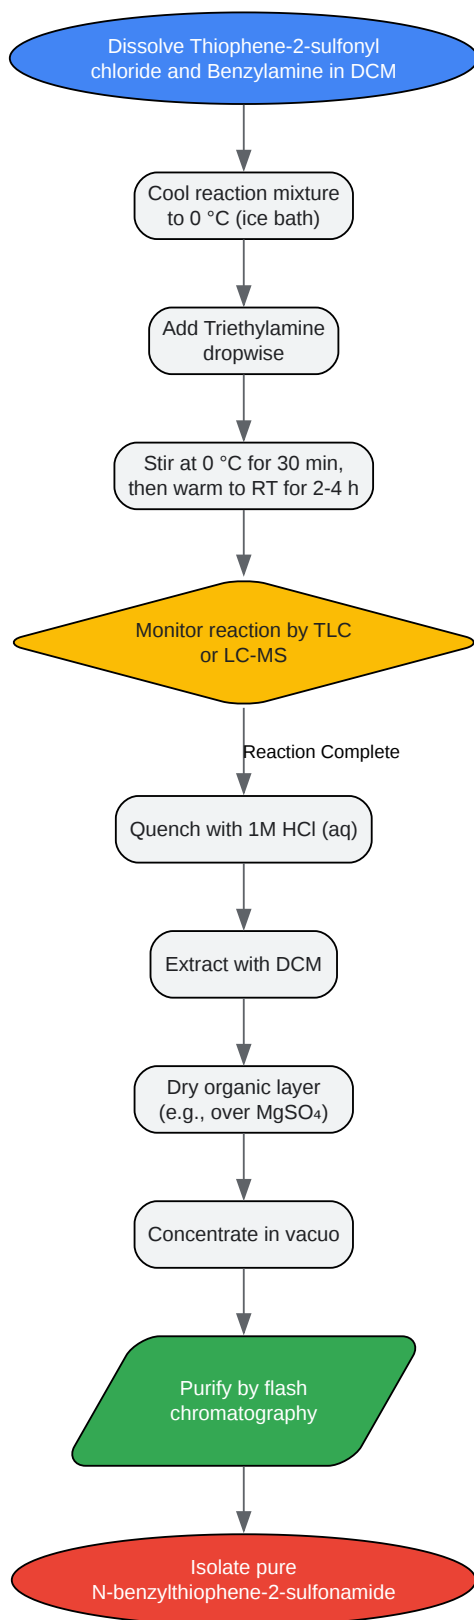 Dissolve Thiophene-2-sulfonyl
chloride and Benzylamine in DCM
Cool reaction mixture
to 0 °C (ice bath)
Add Triethylamine
dropwise
Stir at 0 °C for 30 min,
then warm to RT for 2-4 h
Monitor reaction by TLC
or LC-MS
Reaction Complete
Quench with 1M HCl (aq)
Extract with DCM
Dry organic layer
(e.g., over MgSO₄)
Concentrate in vacuo
Purify by flash
chromatography
Isolate pure
N-benzylthiophene-2-sulfonamide